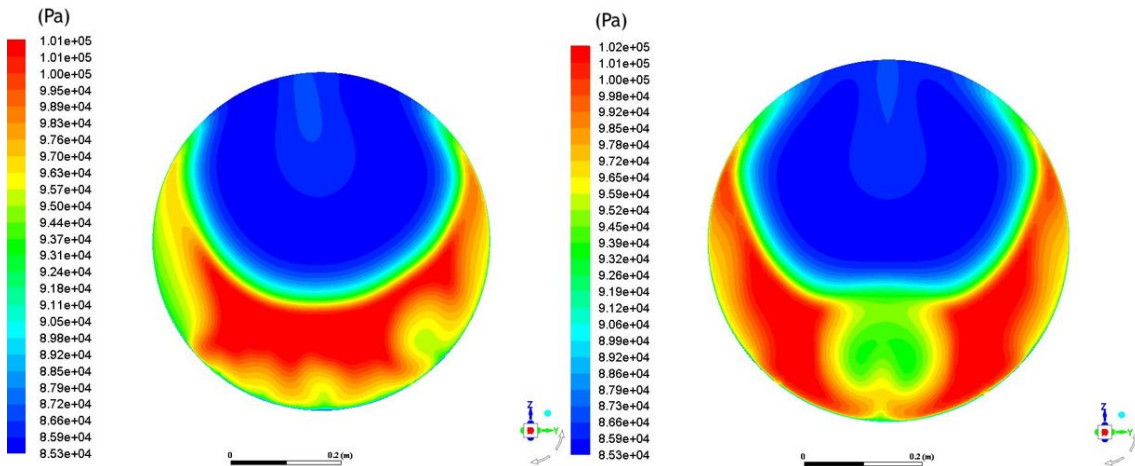 (Pa)
1.01e+05
1.01e+05
1.00e+05
9.95e+04
9.89e+04
9.83e+04
9.76e+04
9.70e+04
9.63e+04
9.57e+04
9.50e+04
9.44e+04
9.37e+04
9.31e+04
9.24e+04
9.18e+04
9.11e+04
9.05e+04
8.98e+04
8.92e+04
8.85e+04
8.79e+04
8.72e+04
8.66e+04
8.59e+04
8.53e+04
0
0.2 (m)
Z
Y
(Pa)
1.02e+05
1.01e+05
1.00e+05
9.98e+04
9.92e+04
9.85e+04
9.78e+04
9.72e+04
9.65e+04
9.59e+04
9.52e+04
9.45e+04
9.39e+04
9.32e+04
9.26e+04
9.19e+04
9.12e+04
9.06e+04
8.99e+04
8.93e+04
8.86e+04
8.79e+04
8.73e+04
8.66e+04
8.59e+04
8.53e+04
0
0.2 (m)
Z
Y